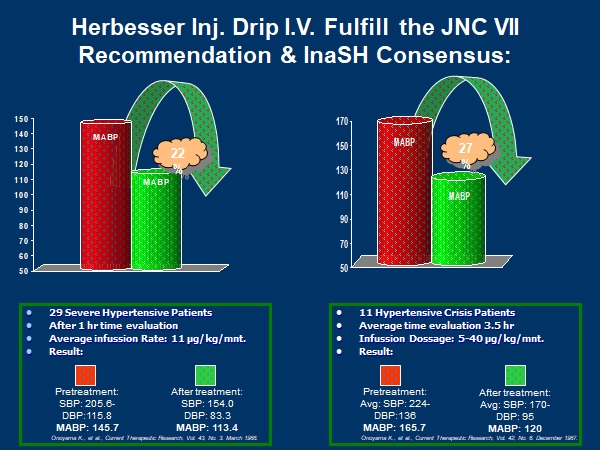 Herbesser Inj. Drip I.V. Fulfill the JNC VII
Recommendation & InaSH Consensus:
150
140
130
120
110
100
90
80
70
60
50
MABP
22
%
MABP
170
150
130
110
90
70
50
MABP
27
%
MABP
• 29 Severe Hypertensive Patients
• After 1 hr time evaluation
• Average infussion Rate: 11 µg/kg/mnt.
• Result:
Pretreatment:
SBP: 205.6-
DBP:115.8
MABP: 145.7
After treatment:
SBP: 154.0
DBP: 83.3
MABP: 113.4
Onoyama K., et al., Current Therapeutic Research, Vol. 43, No. 3. March 1988.
• 11 Hypertensive Crisis Patients
• Average time evaluation 3.5 hr
• Infussion Dossage: 5-40 µg/kg/mnt.
• Result:
Pretreatment:
Avg: SBP: 224-
DBP:136
MABP: 165.7
After treatment:
Avg: SBP: 170-
DBP: 95
MABP: 120
Onoyama K., et al., Current Therapeutic Research, Vol. 42, No. 6. December 1987.